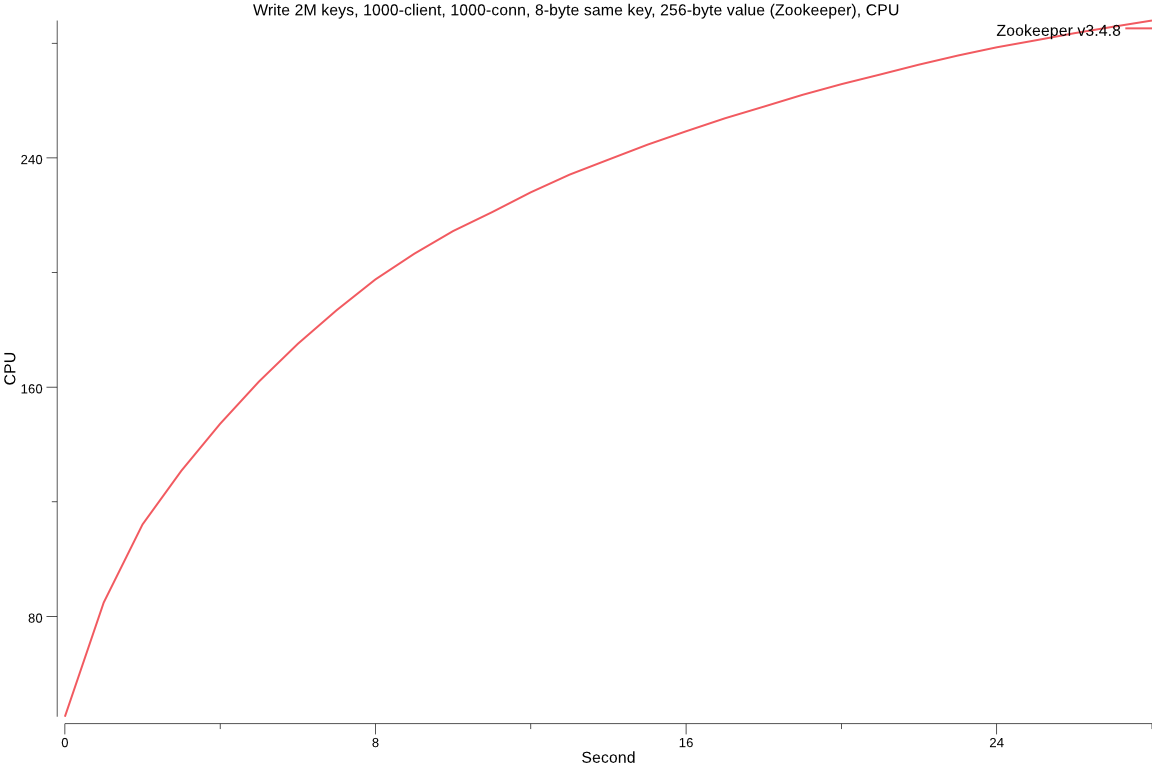 Write 2M keys, 1000-client, 1000-conn, 8-byte same key, 256-byte value (Zookeeper), CPU
Zookeeper v3.4.8
240
160
80
CPU
0 8 16 24
Second